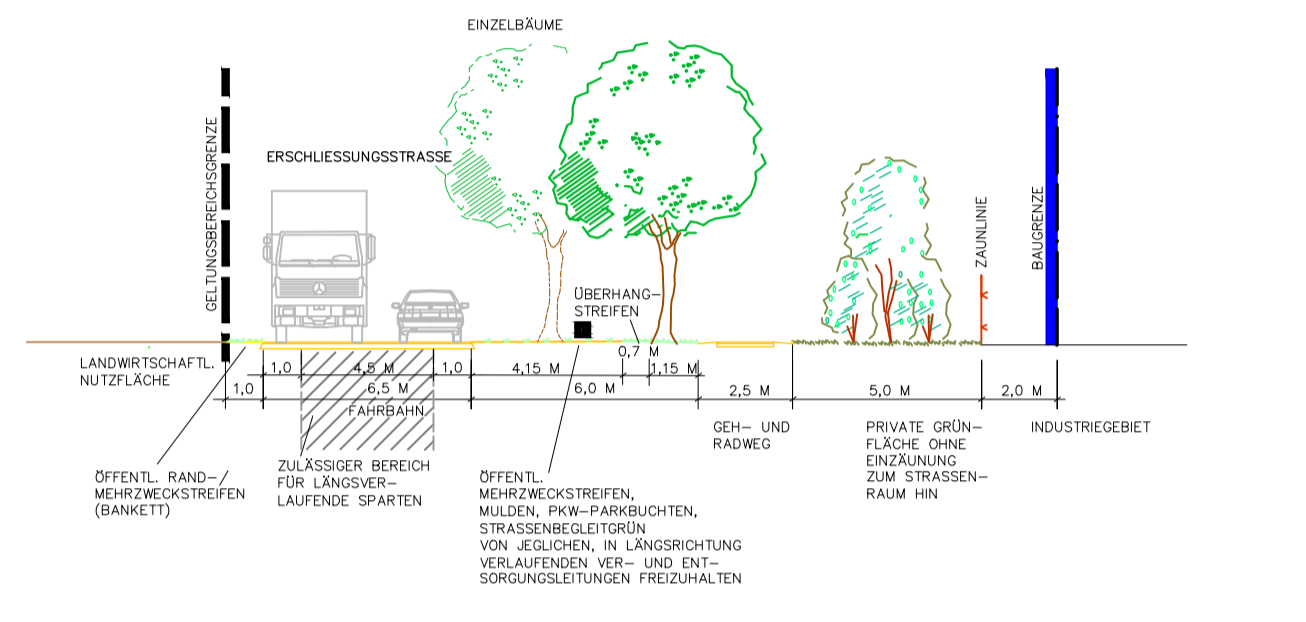 EINZELBÄUME
ERSCHLIESSUNGSSTRASSE
GELTUNGSBEREICHSGRENZE
ZAUNLINIE
BAUGRENZE
ÜBERHANG–
STREIFEN
0,7 M
LANDWIRTSCHAFTL.
NUTZFLÄCHE
1,0
4,5 M
1,0
4,15 M
1,15 M
1,0
6,5 M
6,0 M
2,5 M
5,0 M
2,0 M
FAHRBAHN
GEH– UND
RADWEG
PRIVATE GRÜN–
FLÄCHE OHNE
EINZÄUNUNG
ZUM STRASSEN–
RAUM HIN
INDUSTRIEGEBIET
ÖFFENTL. RAND–/
MEHRZWECKSTREIFEN
(BANKETT)
ZULÄSSIGER BEREICH
FÜR LÄNGSVER–
LAUFENDE SPARTEN
ÖFFENTL.
MEHRZWECKSTREIFEN,
MULDEN, PKW–PARKBUCHTEN,
STRASSENBEGLEITGRÜN
VON JEGLICHEN, IN LÄNGSRICHTUNG
VERLAUFENDEN VER– UND ENT–
SORGUNGSLEITUNGEN FREIZUHALTEN